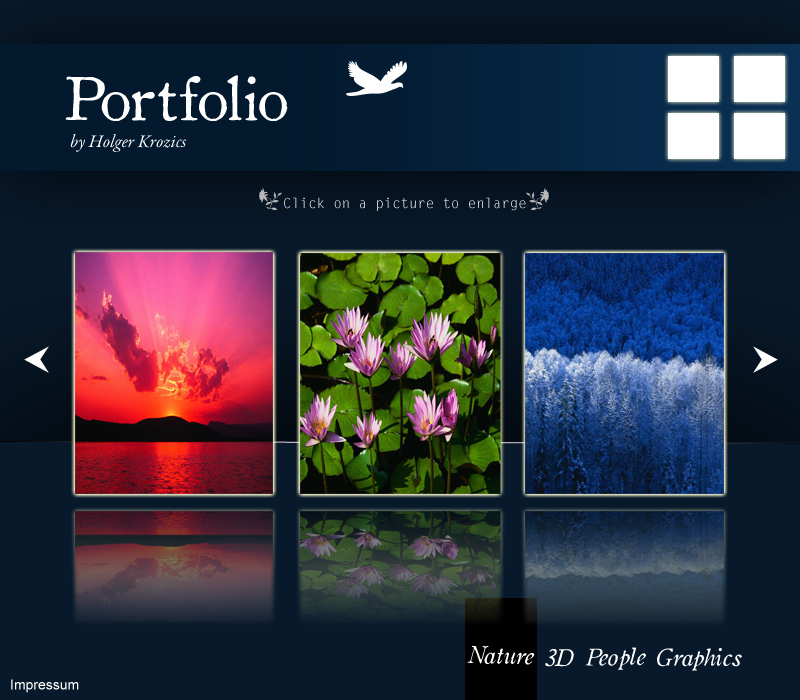 Portfolio
by Holger Krozics
Click on a picture to enlarge
Nature 3D People Graphics
Impressum